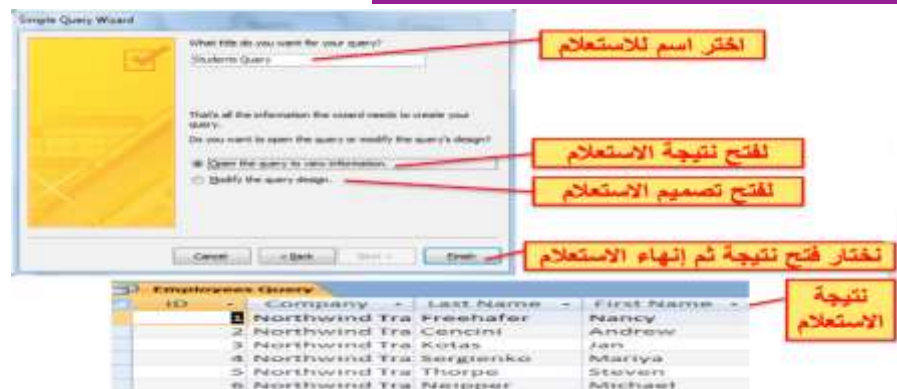 Simple Query Wizard
What title do you want for your query?
اختر اسم للاستعلام
Students Query
That's all the information the wizard needs to create your query.
Do you want to open the query or modify the query's design?
Open the query to view information.
لفتح نتيجة الاستعلام
Modify the query design.
لفتح تصميم الاستعلام
Cancel < Back Next > Finish
نختار فتح نتيجة ثم إنهاء الاستعلام
Employees Query
نتيجة الاستعلام
ID Company Last Name First Name
1 Northwind Tra Freehafer Nancy
2 Northwind Tra Cencini Andrew
3 Northwind Tra Kotas Jan
4 Northwind Tra Sergienko Mariya
5 Northwind Tra Thorpe Steven
6 Northwind Tra Neipper Michael